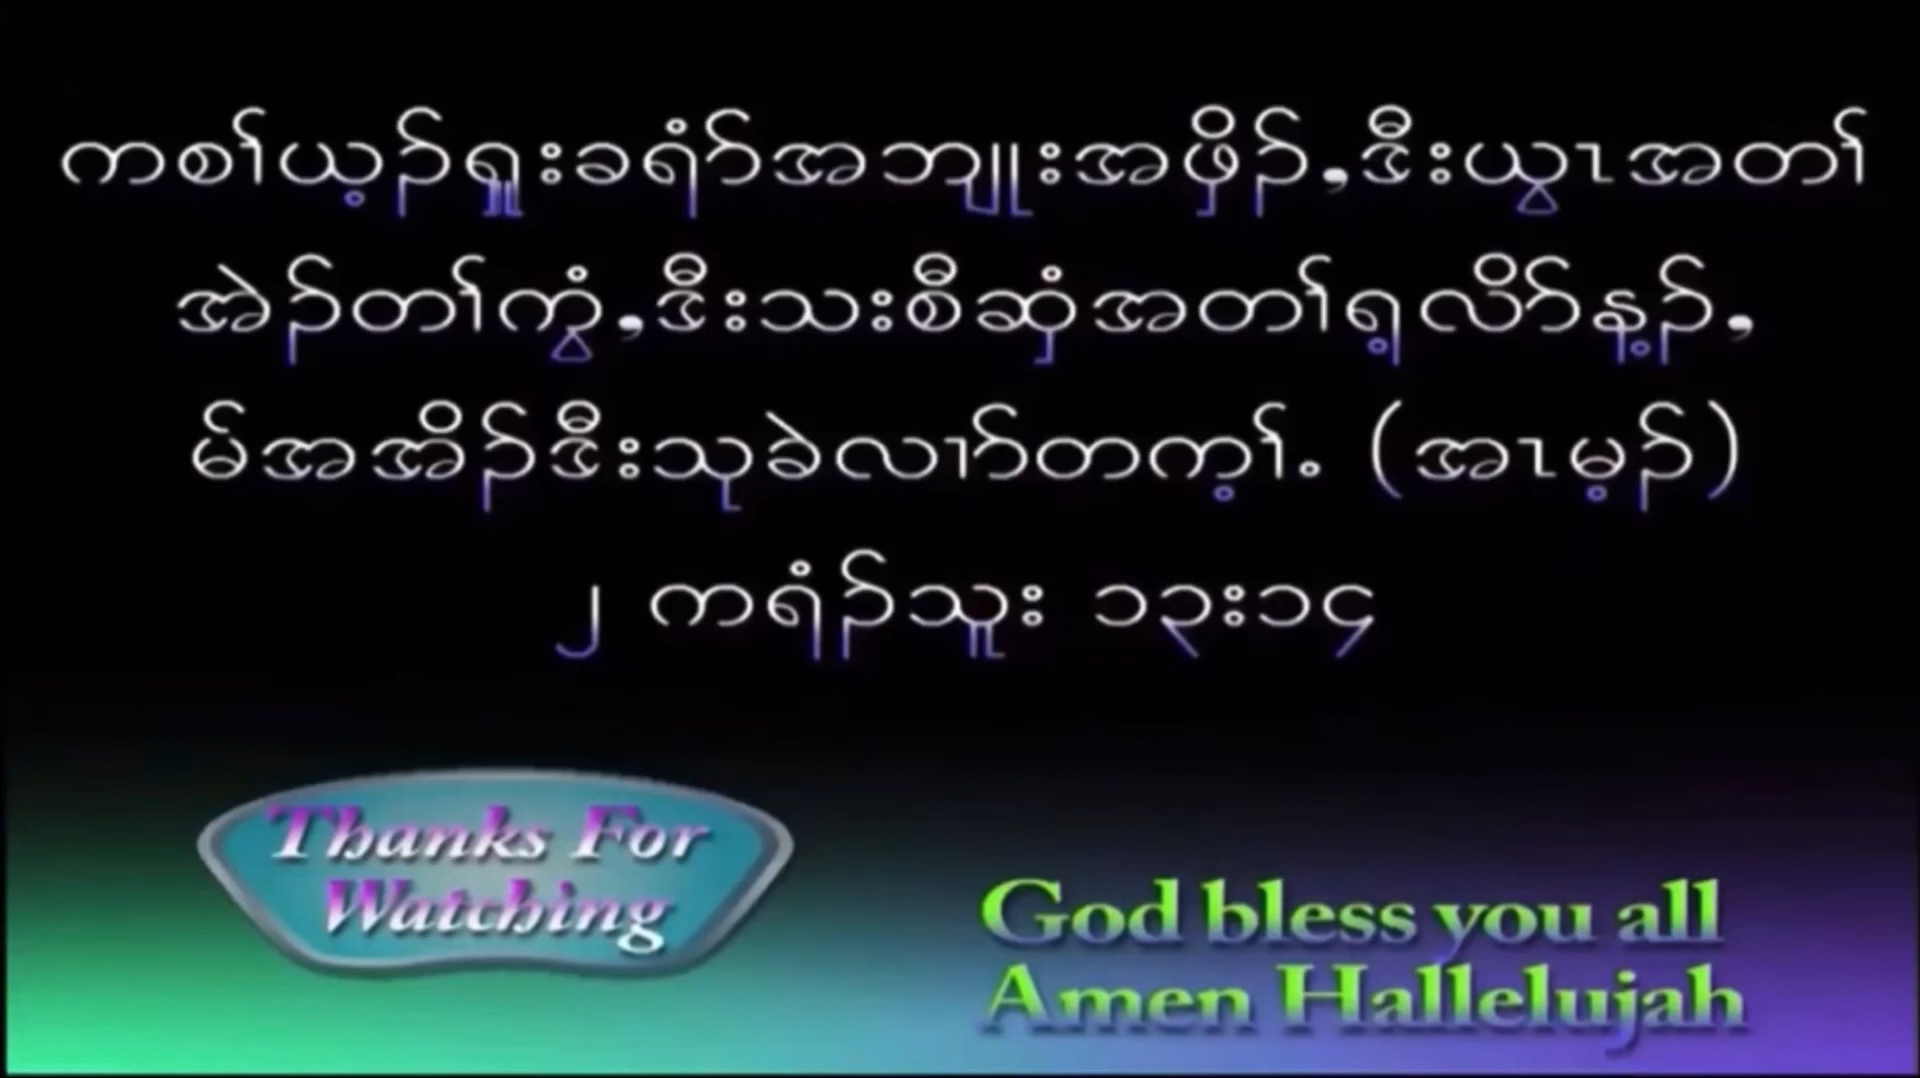 ကစၢ်ယ့ၣ်ၡူးခရံာ်အဘျုးအဖှိၣ်,ဒီးယွၤအတၢ်
အဲၣ်တၢ်ကွံ,ဒီးသးစီဆှံအတၢ်ရ့လိာ်န့ၣ်,
မ်အအိၣ်ဒီးသုခဲလၢာ်တက့ၢ်. (အၤမ့ၣ်)
၂ ကရံၣ်သူး ၁၃း၁၄
Thanks For
Watching
God bless you all
Amen Hallelujah